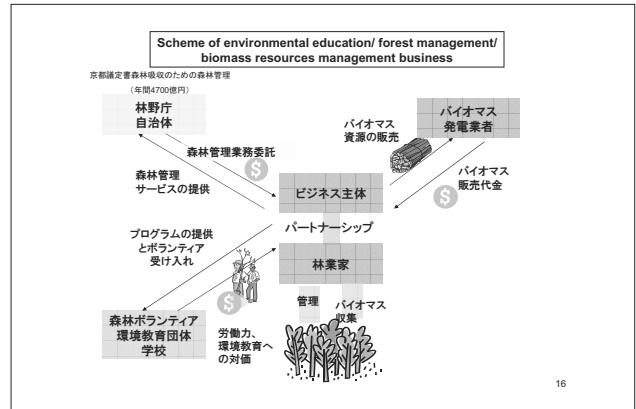 Scheme of environmental education/ forest management/
biomass resources management business
京都議定書森林吸収のための森林管理
（年間4700億円）
林野庁
自治体
バイオマス
発電業者
バイオマス
資源の販売
森林管理業務委託
$
森林管理
サービスの提供
ビジネス主体
バイオマス
販売代金
$
パートナーシップ
プログラムの提供
とボランティア
受け入れ
林業家
$
管理
バイオマス
収集
森林ボランティア
環境教育団体
学校
労働力、
環境教育へ
の対価
16